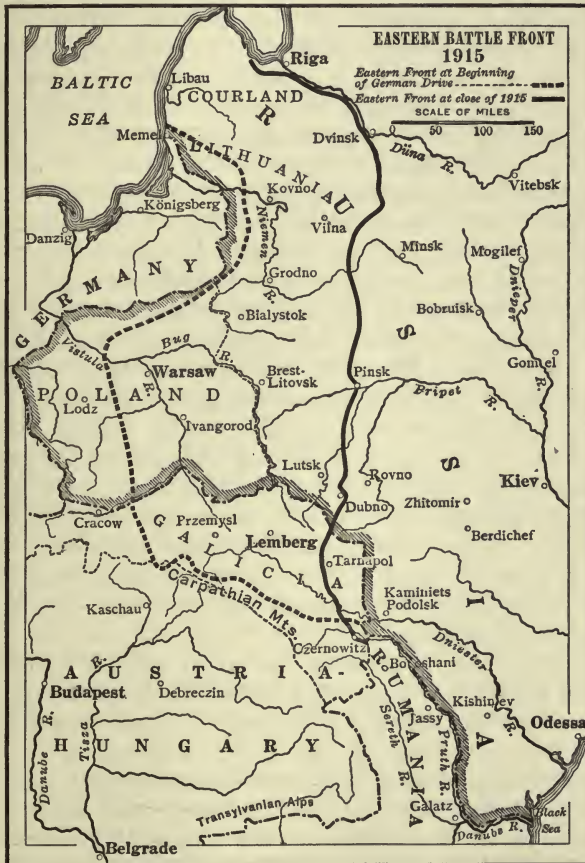 EASTERN BATTLE FRONT
1915
Eastern Front at Beginning
of German Drive
Eastern Front at close of 1915
SCALE OF MILES
0 50 100 150
BALTIC
SEA
Riga
Libau
COURLAND
Memel
LITHUANIA
Dvinsk
Düna R.
Vitebsk
Königsberg
Kovno
Niemen
R.
Vilna
Danzig
Minsk
Mogilef
Dnieper
R.
GERMANY
Grodno
Bialystok
Bobruisk
Gomel
Vistula
R.
Bug
R.
Warsaw
Brest-
Litovsk
Pinsk
Pripet
R.
POLAND
Lodz
Ivangorod
RUSSIA
Lutsk
Rovno
Kiev
Dubno
Zhitomir
Berdichef
Cracow
Przemysl
Lemberg
GALICIA
Tarnapol
Carpathian Mts.
Kaminiets
Podolsk
Kaschau
Czernowitz
Dniester
R.
AUSTRIA-
HUNGARY
Budapest
Debreczin
Danube R.
Tisza
R.
RUMANIA
Botoshani
Kishinev
Odessa
Jassy
Sereth
R.
Pruth R.
Transylvanian Alps
Galatz
Danube R.
Black
Sea
Belgrade